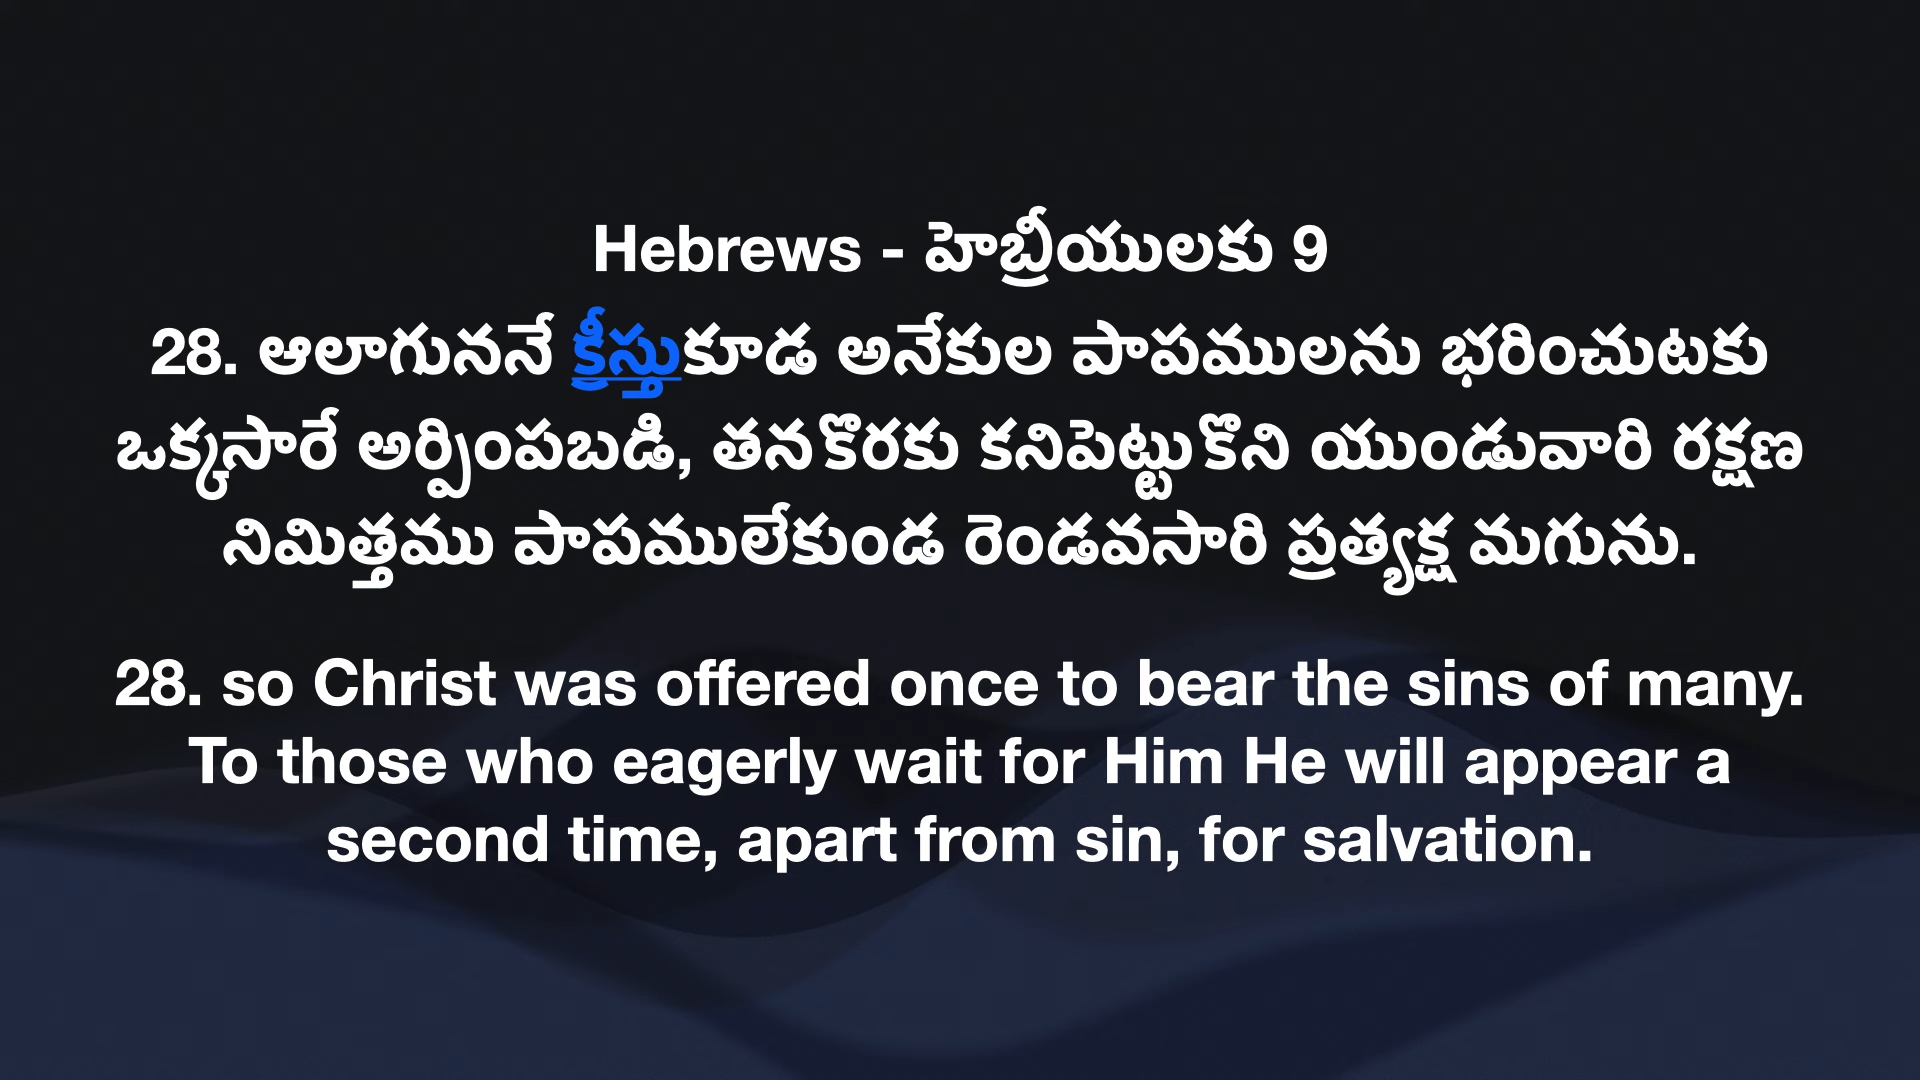 Hebrews - హెబ్రీయులకు 9
28. ఆలాగుననే క్రీస్తుకూడ అనేకుల పాపములను భరించుటకు
ఒక్కసారే అర్పింపబడి, తనకొరకు కనిపెట్టుకొని యుండువారి రక్షణ
నిమిత్తము పాపములేకుండ రెండవసారి ప్రత్యక్ష మగును.
28. so Christ was offered once to bear the sins of many.
To those who eagerly wait for Him He will appear a
second time, apart from sin, for salvation.